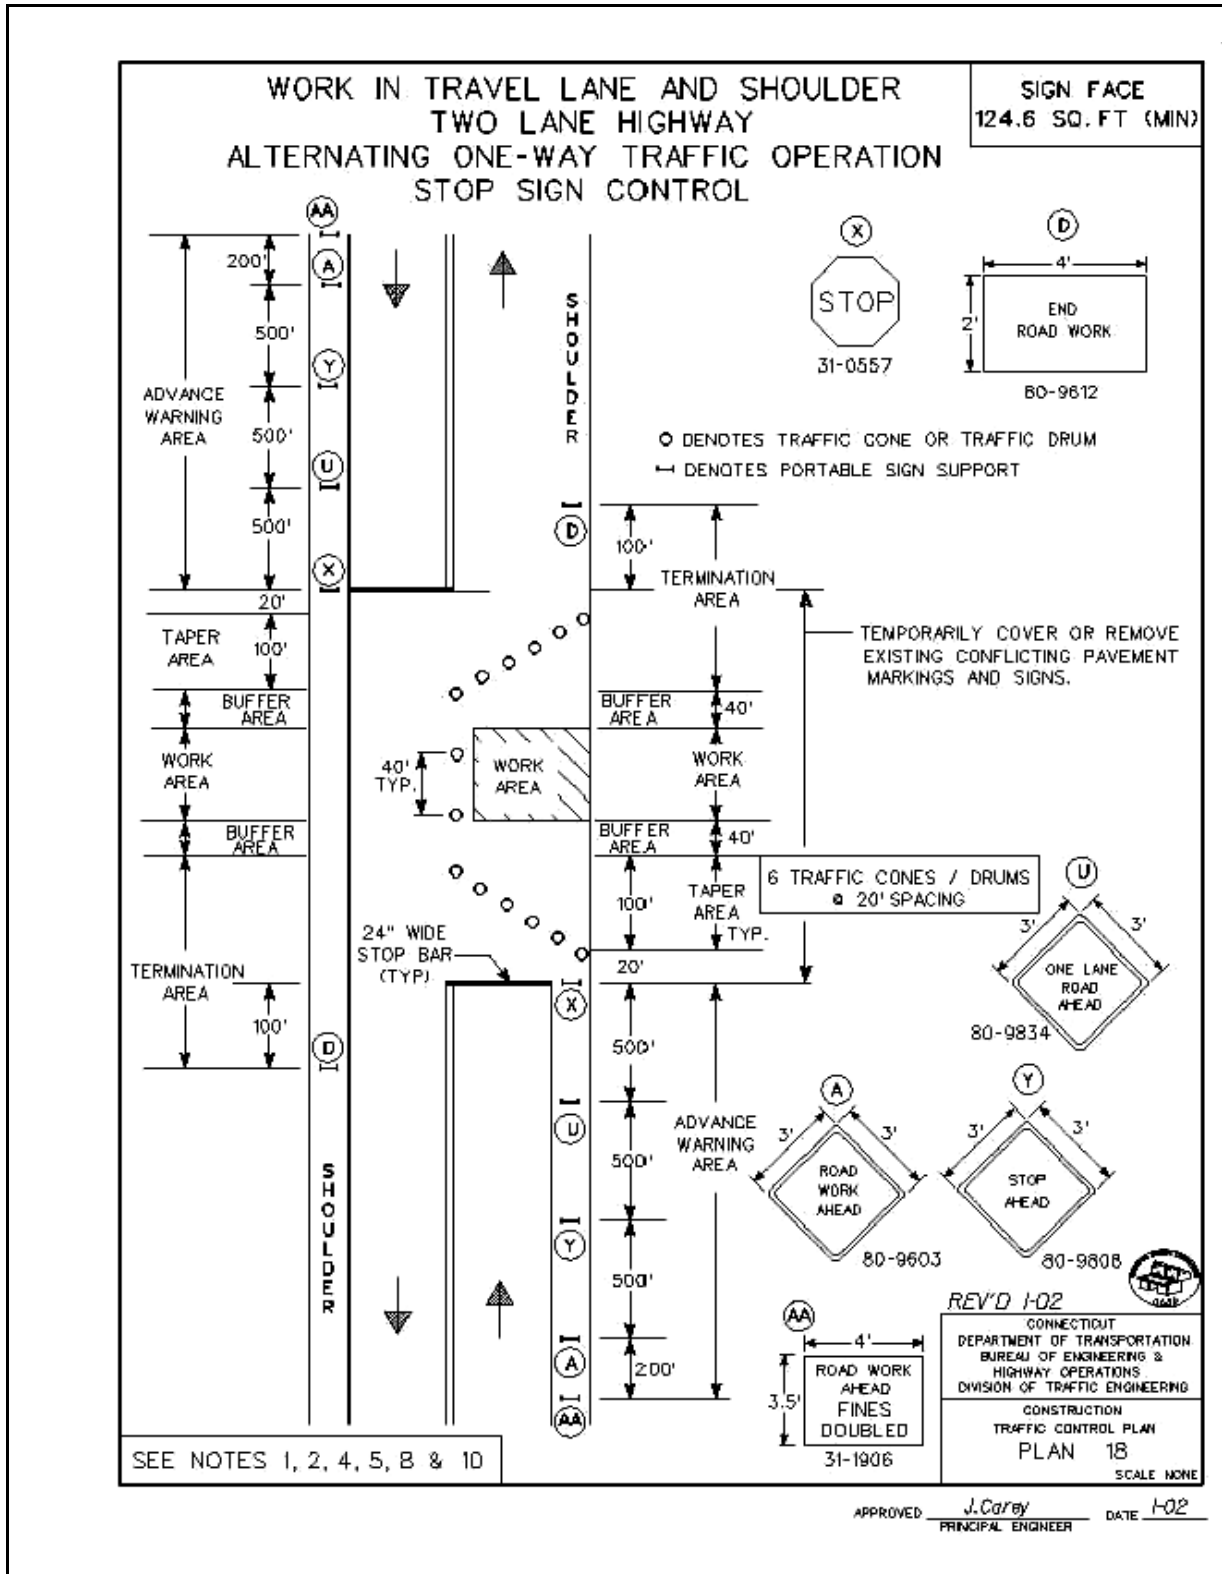 WORK IN TRAVEL LANE AND SHOULDER
TWO LANE HIGHWAY
ALTERNATING ONE-WAY TRAFFIC OPERATION
STOP SIGN CONTROL
SIGN FACE
124.6 SQ.FT (MIN)
AA
200'
A
500'
Y
ADVANCE
WARNING
AREA
500'
U
500'
X
20'
TAPER
AREA
100'
BUFFER
AREA
WORK
AREA
BUFFER
AREA
TERMINATION
AREA
100'
D
SHOULDER
SHOULDER
X
STOP
31-0557
D
4'
2'
END
ROAD WORK
80-9612
O DENOTES TRAFFIC CONE OR TRAFFIC DRUM
DENOTES PORTABLE SIGN SUPPORT
D
100'
TERMINATION
AREA
TEMPORARILY COVER OR REMOVE
EXISTING CONFLICTING PAVEMENT
MARKINGS AND SIGNS.
BUFFER
AREA
40'
40'
TYP.
WORK
AREA
WORK
AREA
BUFFER
AREA
40'
6 TRAFFIC CONES / DRUMS
@ 20' SPACING
100'
TAPER
AREA
TYP.
24" WIDE
STOP BAR
(TYP)
20'
X
500'
U
500'
ADVANCE
WARNING
AREA
Y
500'
A
200'
AA
U
3'
3'
ONE LANE
ROAD
AHEAD
80-9834
A
3'
3'
ROAD
WORK
AHEAD
80-9603
Y
3'
3'
STOP
AHEAD
80-9808
AA
4'
3.5'
ROAD WORK
AHEAD
FINES
DOUBLED
31-1906
REV'D 1-02
CONNECTICUT
DEPARTMENT OF TRANSPORTATION
BUREAU OF ENGINEERING &
HIGHWAY OPERATIONS
DIVISION OF TRAFFIC ENGINEERING
CONSTRUCTION
TRAFFIC CONTROL PLAN
PLAN 18
SCALE NONE
SEE NOTES 1, 2, 4, 5, 8 & 10
APPROVED J.Carey DATE 1-02
PRINCIPAL ENGINEER